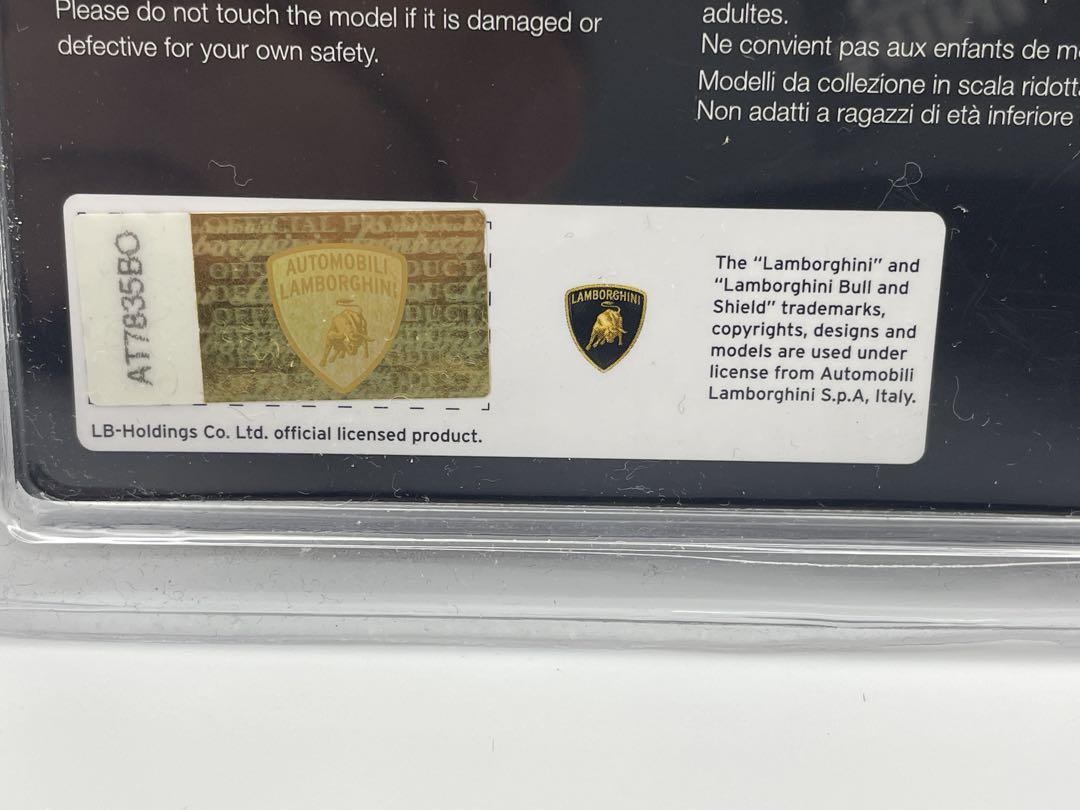 Please do not touch the model if it is damaged or
defective for your own safety.
adultes.
Ne convient pas aux enfants de
Modelli da collezione in scala
Non adatti a ragazzi di età inferiore
AT7835BO
AUTOMOBILI
LAMBORGHINI
LB-Holdings Co. Ltd. official licensed product.
LAMBORGHINI
The “Lamborghini” and
“Lamborghini Bull and
Shield” trademarks,
copyrights, designs and
models are used under
license from Automobili
Lamborghini S.p.A, Italy.